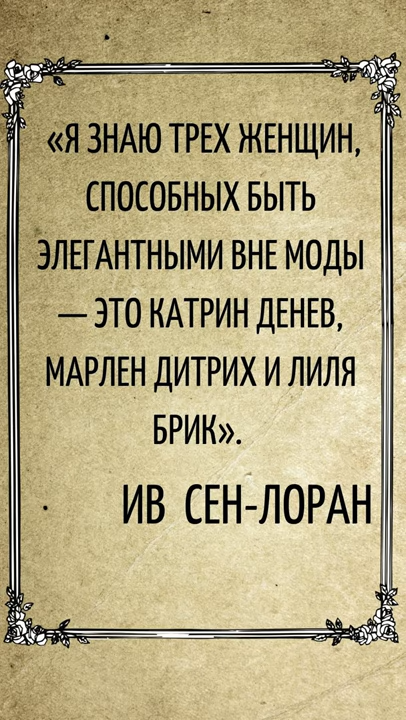 «Я ЗНАЮ ТРЕХ ЖЕНЩИН,
СПОСОБНЫХ БЫТЬ
ЭЛЕГАНТНЫМИ ВНЕ МОДЫ
— ЭТО КАТРИН ДЕНЕВ,
МАРЛЕН ДИТРИХ И ЛИЛЯ
БРИК».
ИВ СЕН-ЛОРАН